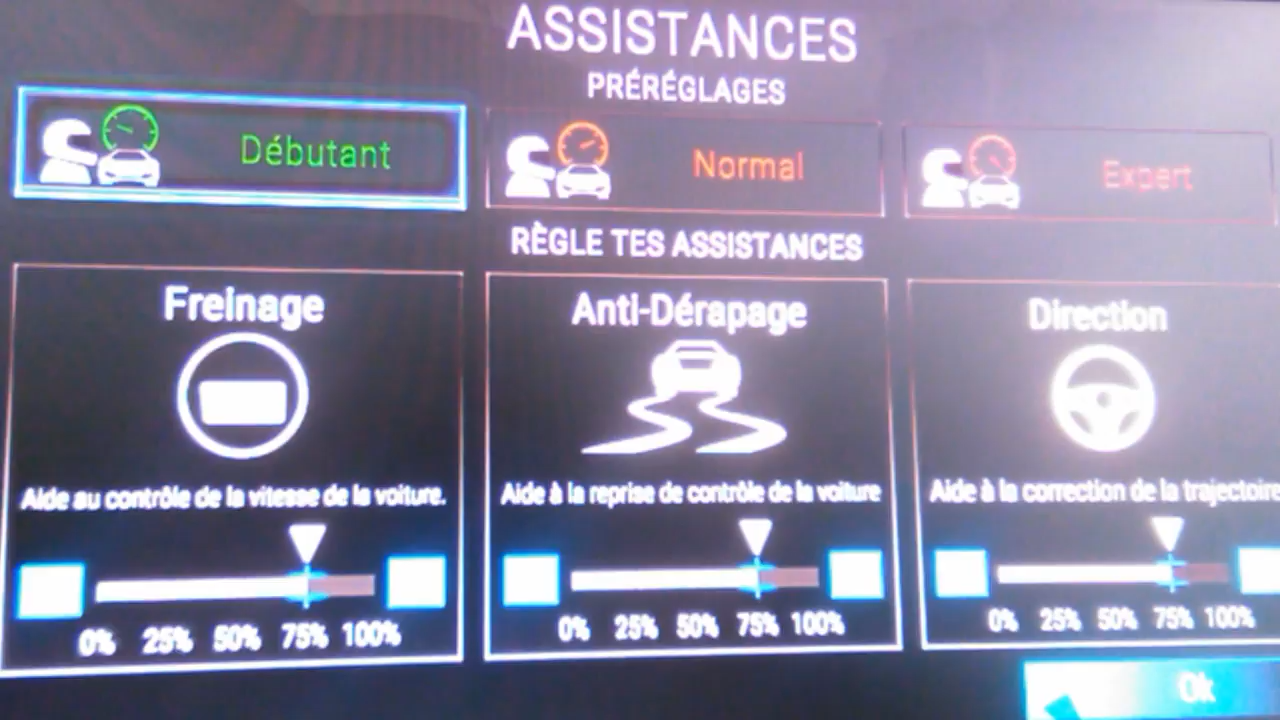 ASSISTANCES
PRÉRÉGLAGES
Débutant
Normal
Expert
RÈGLE TES ASSISTANCES
Freinage
Anti-Dérapage
Direction
Aide au contrôle de la vitesse de la voiture.
Aide à la reprise de contrôle de la voiture
Aide à la correction de la trajectoire
0% 25% 50% 75% 100%
0% 25% 50% 75% 100%
0% 25% 50% 75% 100%
Ok